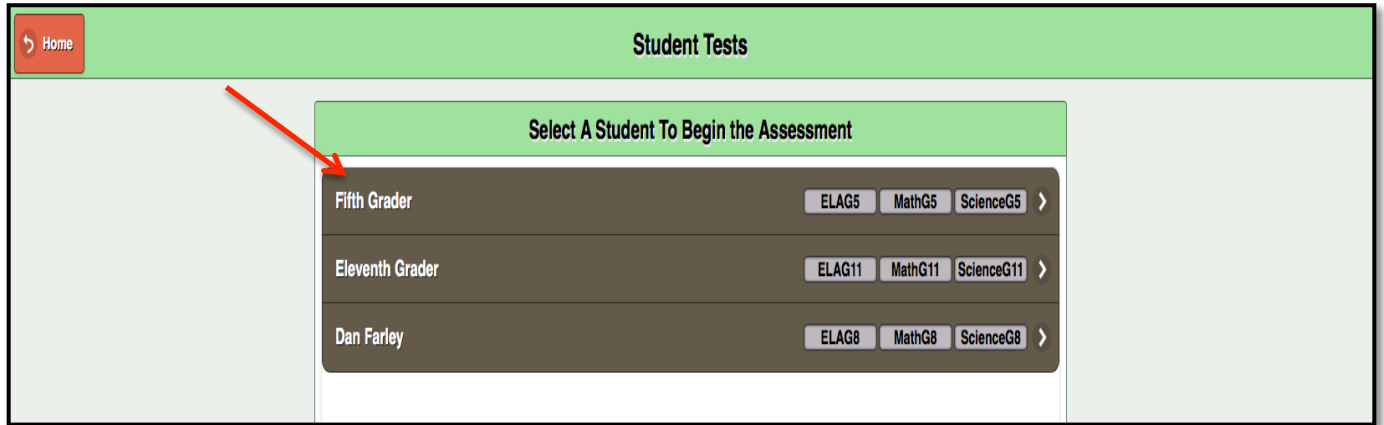 Home
Student Tests
Select A Student To Begin the Assessment
Fifth Grader ELAG5 MathG5 ScienceG5
Eleventh Grader ELAG11 MathG11 ScienceG11
Dan Farley ELAG8 MathG8 ScienceG8